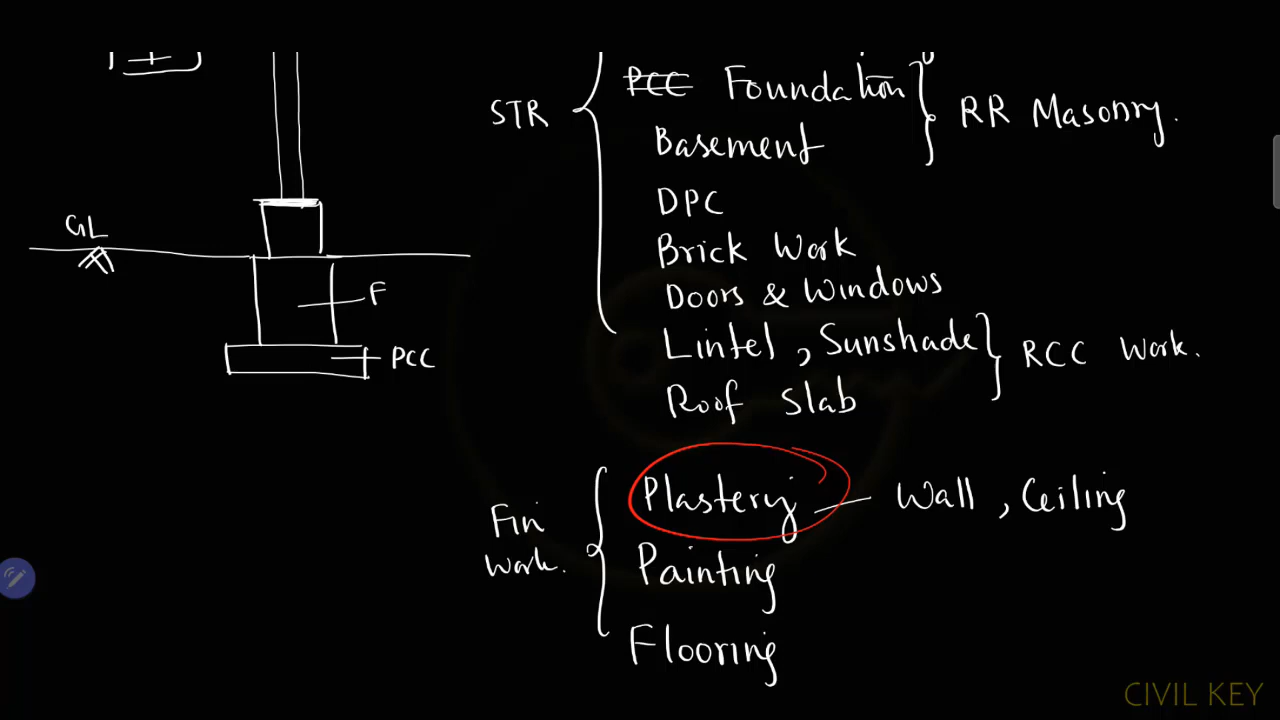 GL
F
PCC
STR
PCC Foundation
Basement
RR Masonry.
DPC
Brick Work
Doors & Windows
Lintel, Sunshade
Roof Slab
RCC Work.
Fin Work.
Plasterg — Wall, Ceiling
Painting
Flooring
CIVIL KEY